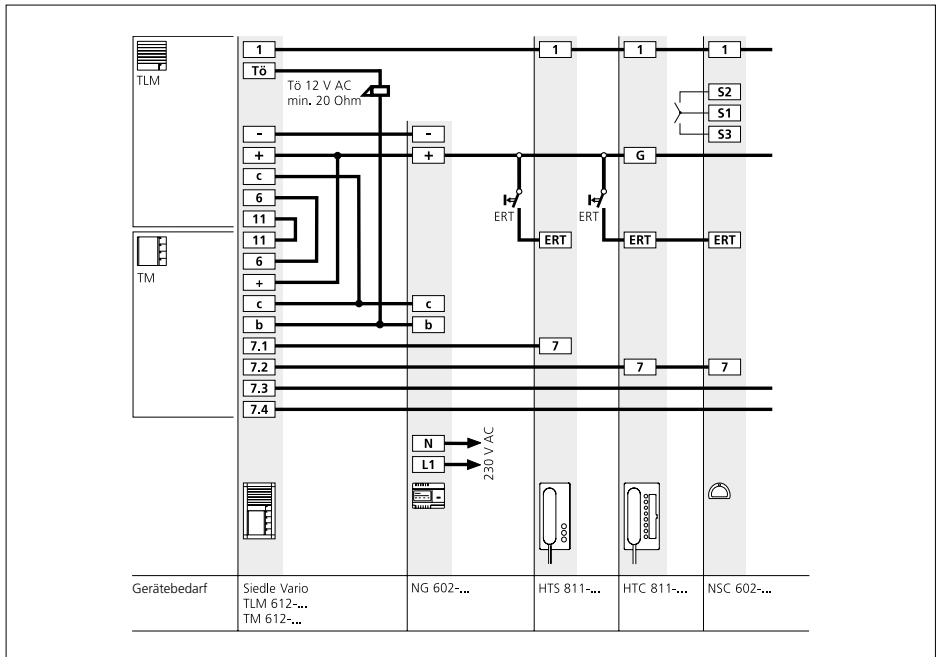 TLM
1 1 1 1
Tö
Tö 12 V AC
min. 20 Ohm
S2
S1
S3
- -
+ + G
c
6
11
ERT ERT
TM
11 ERT ERT ERT
6
+
c c
b b
7.1 7
7.2 7 7
7.3
7.4
N
L1
230 V AC
Gerätebedarf
Siedle Vario
TLM 612-...
TM 612-...
NG 602-...
HTS 811-...
HTC 811-...
NSC 602-...